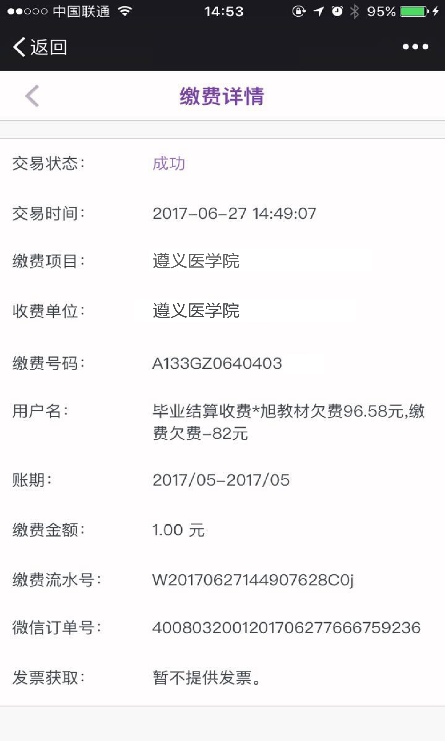 中国联通 14:53 95%
返回
缴费详情
交易状态： 成功
交易时间： 2017-06-27 14:49:07
缴费项目： 遵义医学院
收费单位： 遵义医学院
缴费号码： A133GZ0640403
用户名： 毕业结算收费*旭教材欠费96.58元,缴
费欠费-82元
账期： 2017/05-2017/05
缴费金额： 1.00 元
缴费流水号： W20170627144907628C0j
微信订单号： 4008032001201706277666759236
发票获取： 暂不提供发票。